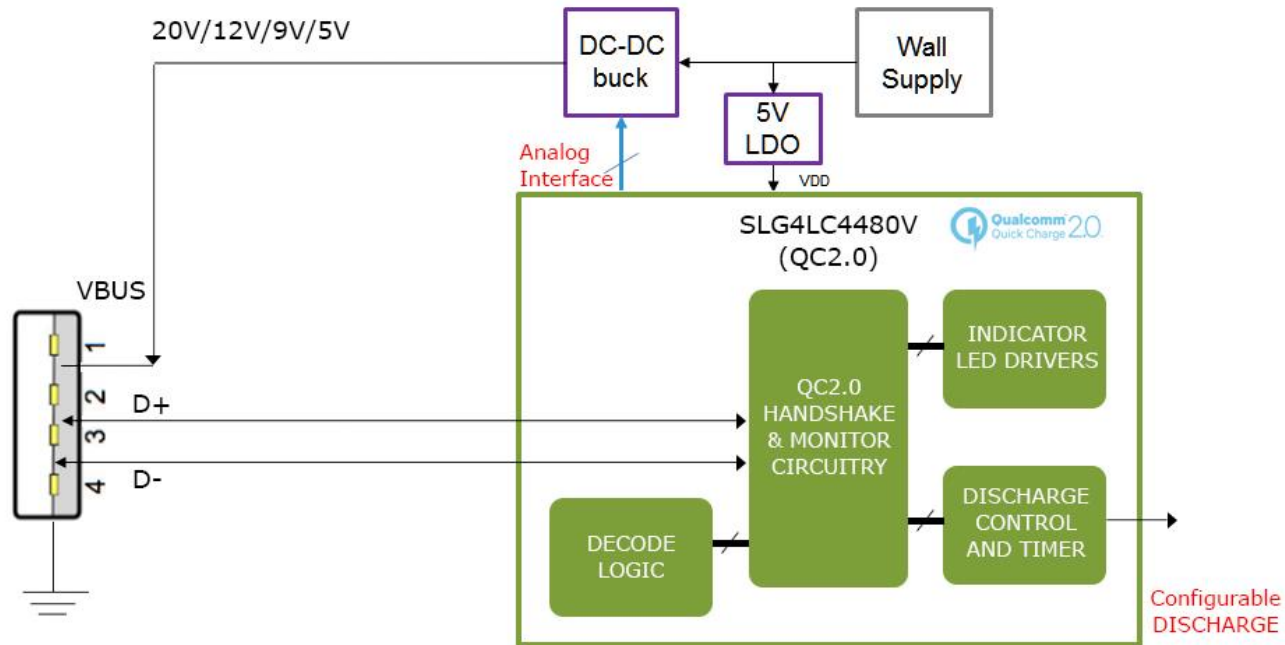 20V/12V/9V/5V
DC-DC
buck
Wall
Supply
5V
LDO
Analog
Interface
VDD
SLG4LC4480V
(QC2.0)
Qualcomm
Quick Charge 2.0
VBUS
1
2
3
4
D+
D-
QC2.0
HANDSHAKE
& MONITOR
CIRCUITRY
INDICATOR
LED DRIVERS
DECODE
LOGIC
DISCHARGE
CONTROL
AND TIMER
Configurable
DISCHARGE